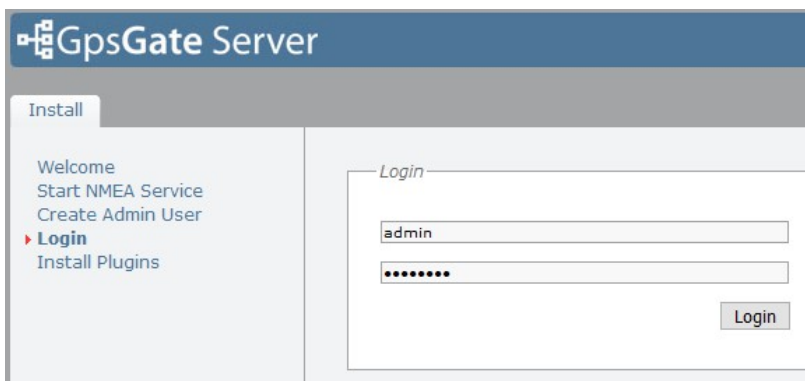 GpsGate Server
Install
Welcome
Start NMEA Service
Create Admin User
Login
Install Plugins
Login
admin
••••••••
Login